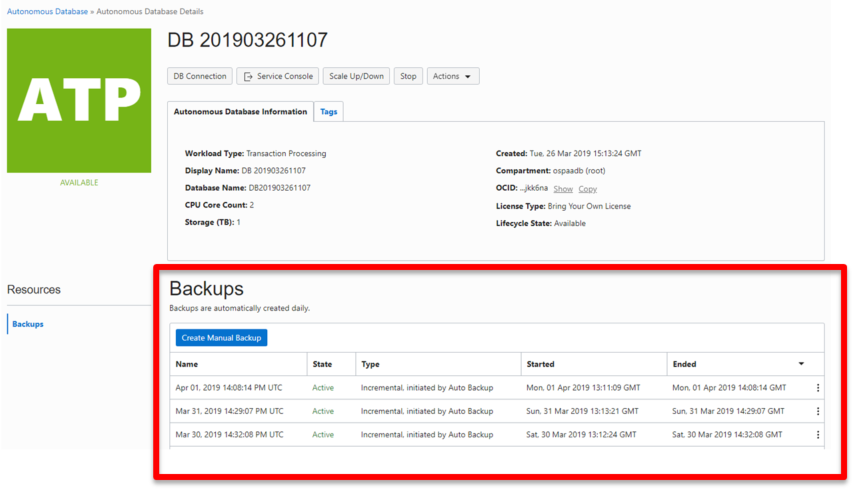 Autonomous Database » Autonomous Database Details
ATP
AVAILABLE
DB 201903261107
DB Connection Service Console Scale Up/Down Stop Actions
Autonomous Database Information Tags
Workload Type: Transaction Processing
Display Name: DB 201903261107
Database Name: DB201903261107
CPU Core Count: 2
Storage (TB): 1
Created: Tue, 26 Mar 2019 15:13:24 GMT
Compartment: ospaadb (root)
OCID: ...jkk6na Show Copy
License Type: Bring Your Own License
Lifecycle State: Available
Resources
Backups
Backups
Backups are automatically created daily.
Create Manual Backup
Name State Type Started Ended
Apr 01, 2019 14:08:14 PM UTC Active Incremental, initiated by Auto Backup Mon, 01 Apr 2019 13:11:09 GMT Mon, 01 Apr 2019 14:08:14 GMT
Mar 31, 2019 14:29:07 PM UTC Active Incremental, initiated by Auto Backup Sun, 31 Mar 2019 13:13:21 GMT Sun, 31 Mar 2019 14:29:07 GMT
Mar 30, 2019 14:32:08 PM UTC Active Incremental, initiated by Auto Backup Sat, 30 Mar 2019 13:12:24 GMT Sat, 30 Mar 2019 14:32:08 GMT